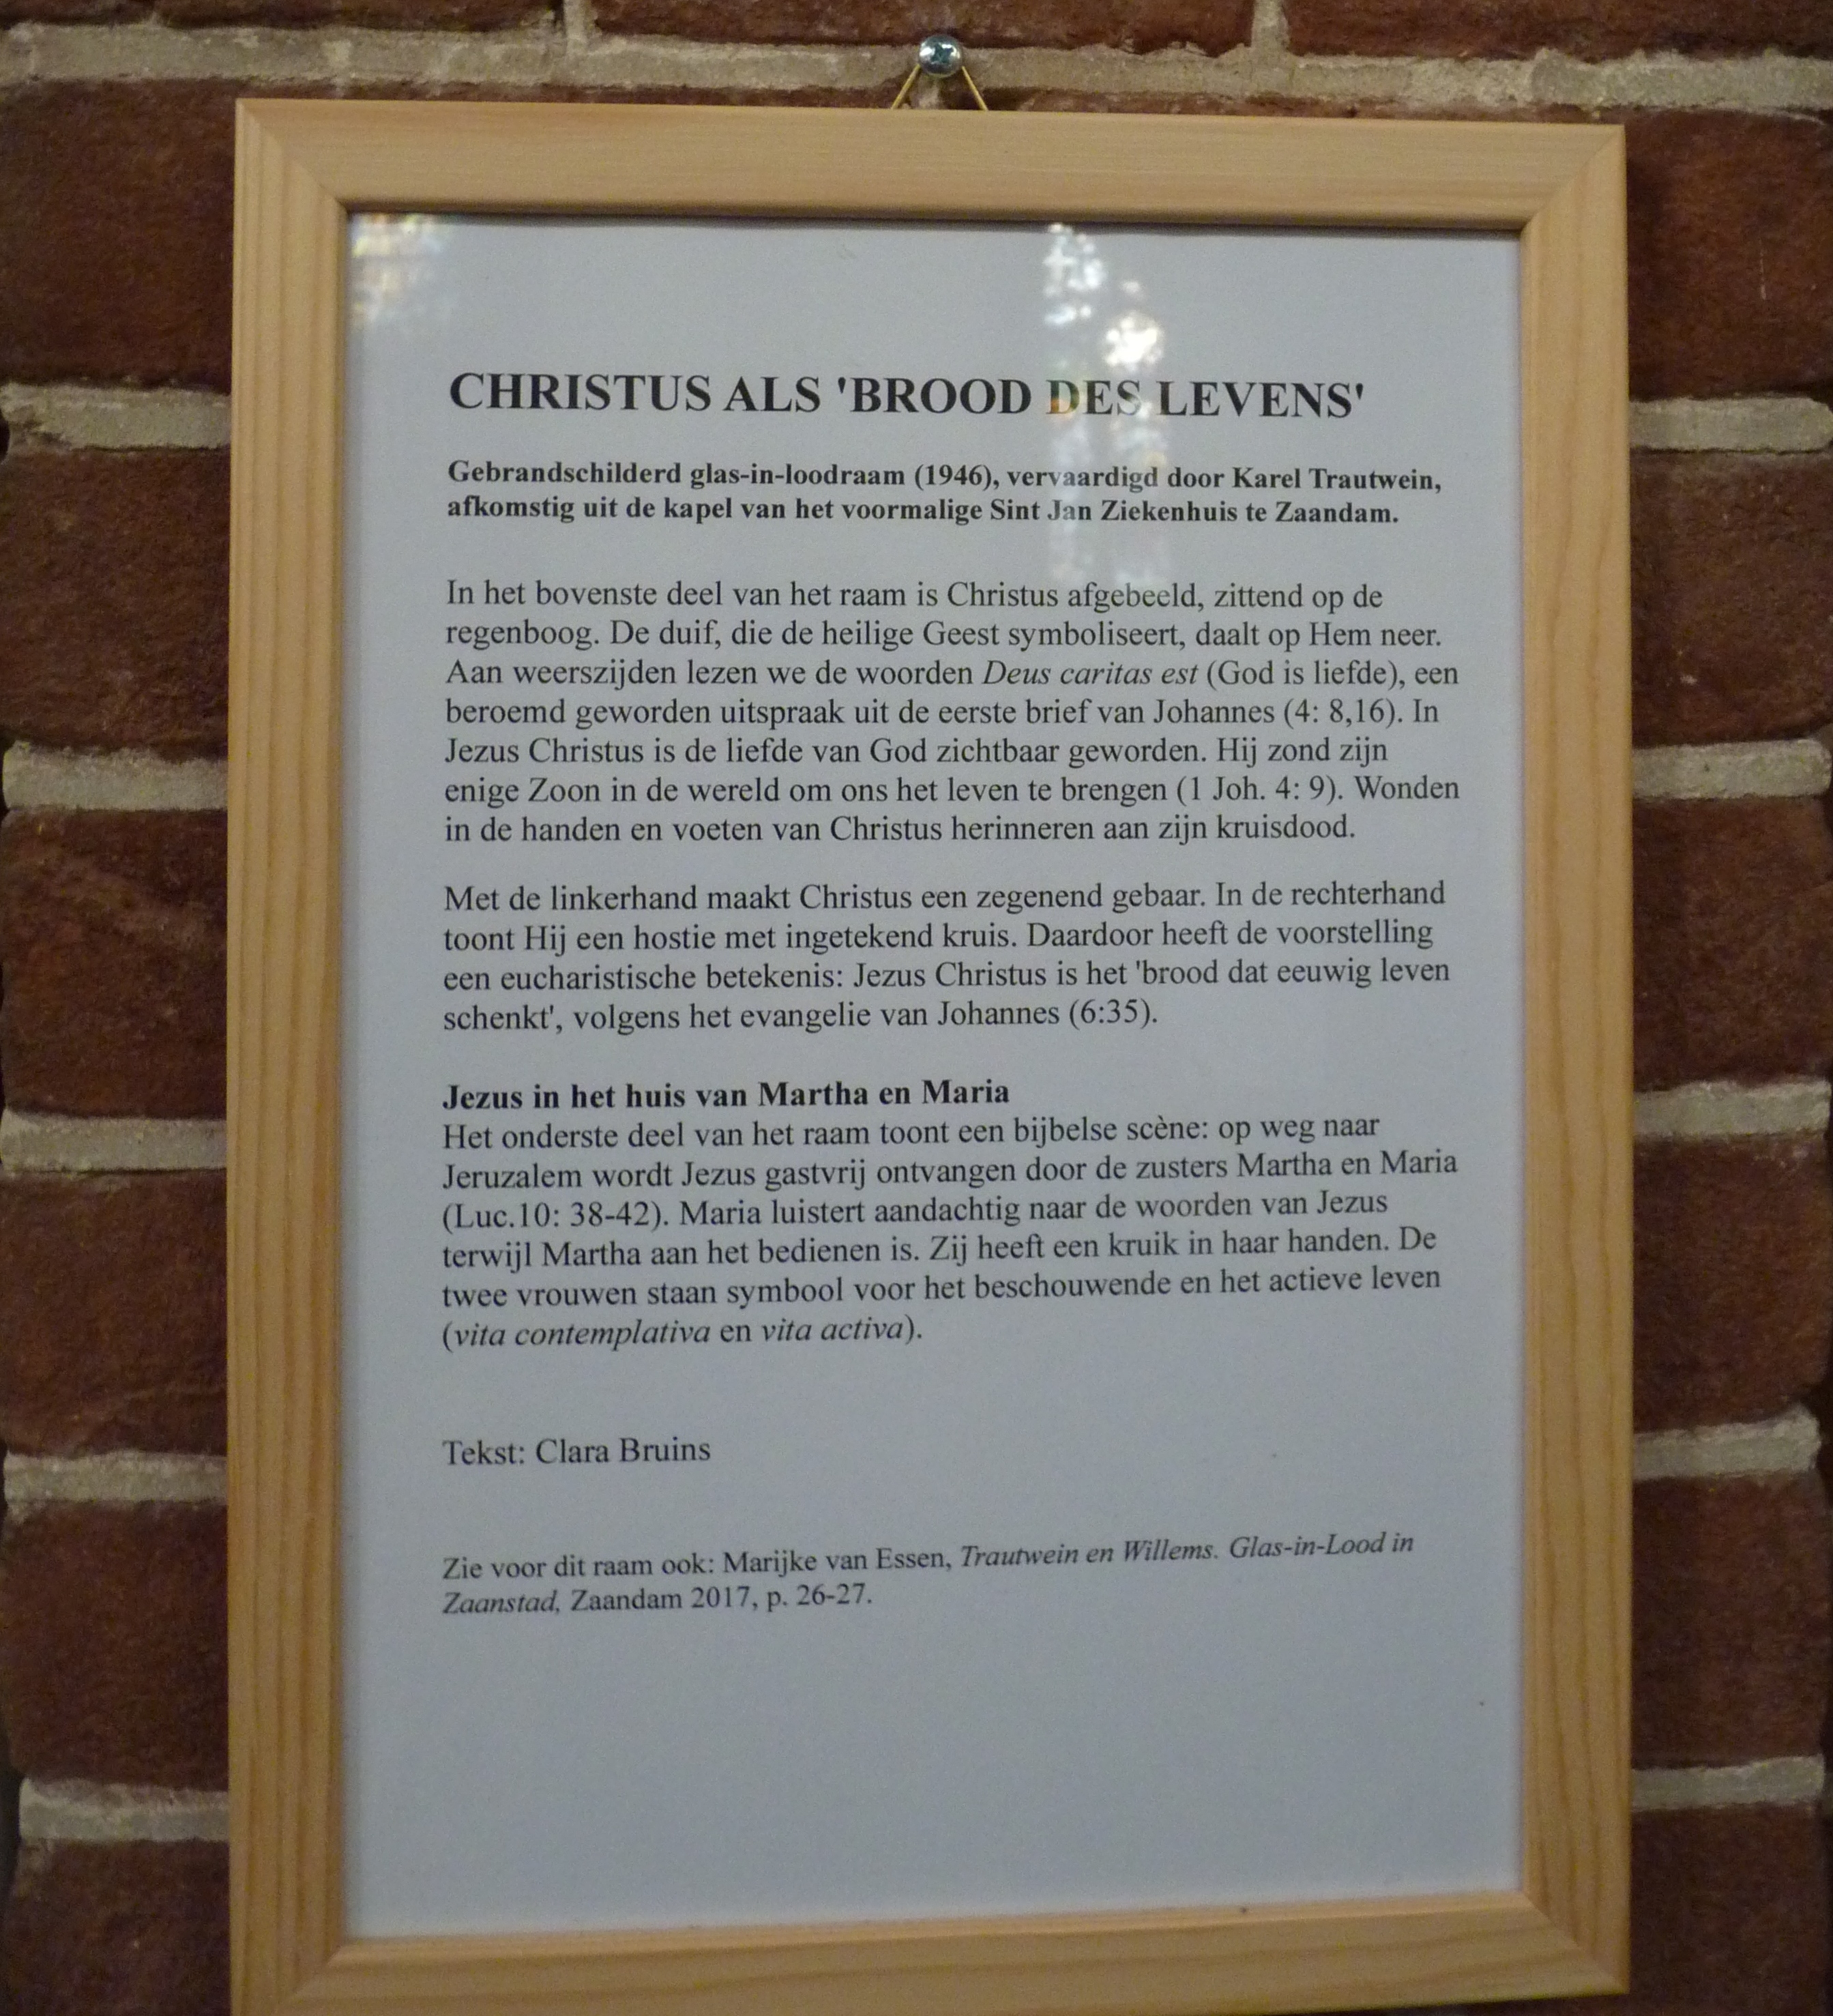 CHRISTUS ALS 'BROOD DES LEVENS'
Gebrandschilderd glas-in-loodraam (1946), vervaardigd door Karel Trautwein,
afkomstig uit de kapel van het voormalige Sint Jan Ziekenhuis te Zaandam.
In het bovenste deel van het raam is Christus afgebeeld, zittend op de
regenboog. De duif, die de heilige Geest symboliseert, daalt op Hem neer.
Aan weerszijden lezen we de woorden Deus caritas est (God is liefde), een
beroemd geworden uitspraak uit de eerste brief van Johannes (4: 8,16). In
Jezus Christus is de liefde van God zichtbaar geworden. Hij zond zijn
enige Zoon in de wereld om ons het leven te brengen (1 Joh. 4: 9). Wonden
in de handen en voeten van Christus herinneren aan zijn kruisdood.
Met de linkerhand maakt Christus een zegenend gebaar. In de rechterhand
toont Hij een hostie met ingetekend kruis. Daardoor heeft de voorstelling
een eucharistische betekenis: Jezus Christus is het 'brood dat eeuwig leven
schenkt', volgens het evangelie van Johannes (6:35).
Jezus in het huis van Martha en Maria
Het onderste deel van het raam toont een bijbelse scène: op weg naar
Jeruzalem wordt Jezus gastvrij ontvangen door de zusters Martha en Maria
(Luc.10: 38-42). Maria luistert aandachtig naar de woorden van Jezus
terwijl Martha aan het bedienen is. Zij heeft een kruik in haar handen. De
twee vrouwen staan symbool voor het beschouwende en het actieve leven
(vita contemplativa en vita activa).
Tekst: Clara Bruins
Zie voor dit raam ook: Marijke van Essen, Trautwein en Willems. Glas-in-Lood in
Zaanstad, Zaandam 2017, p. 26-27.